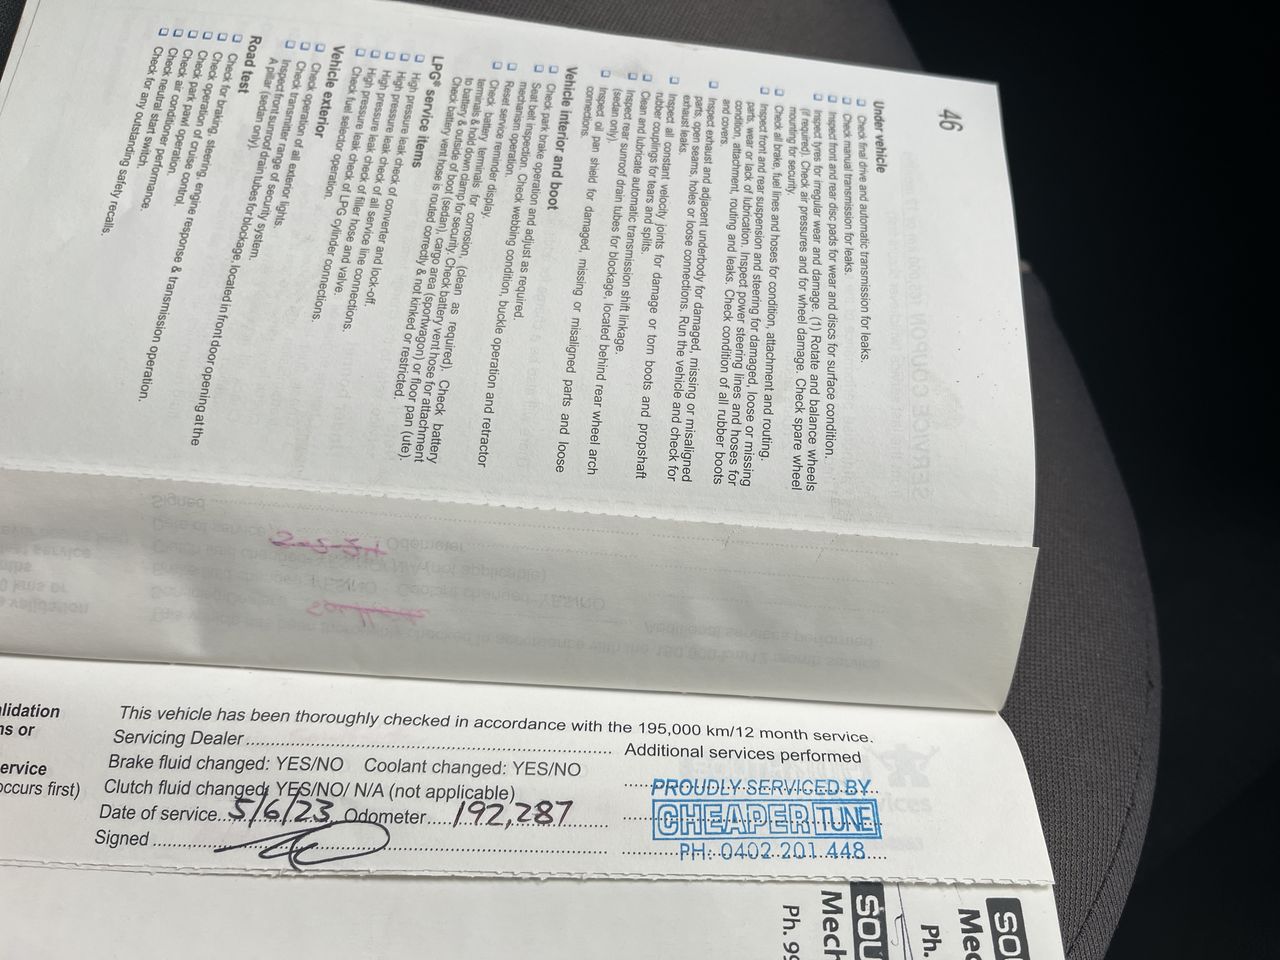 46
Under vehicle
Check final drive and automatic transmission for leaks.
Check manual transmission for leaks.
Inspect front and rear disc pads for wear and discs for surface condition.
Inspect tyres for irregular wear and damage. (1) Rotate and balance wheels
(if required). Check air pressures and for wheel damage. Check spare wheel
mounting for security.
Check all brake, fuel lines and hoses for condition, attachment and routing.
Inspect front and rear suspension and steering for damaged, loose or missing
parts, wear or lack of lubrication. Inspect power steering lines and hoses for
condition, attachment, routing and leaks. Check condition of all rubber boots
and covers.
Inspect exhaust and adjacent underbody for damaged, missing or misaligned
parts, open seams, holes or loose connections. Run the vehicle and check for
exhaust leaks.
Inspect all constant velocity joints for damage or torn boots and propshaft
rubber couplings for tears and splits.
Clean and lubricate automatic transmission shift linkage.
Inspect rear sunroof drain tubes for blockage, located behind rear wheel arch
(sedan only).
Inspect oil pan shield for damaged, missing or misaligned parts and loose
connections.
Vehicle interior and boot
Check park brake operation and adjust as required.
Seat belt inspection. Check webbing condition, buckle operation and retractor
mechanism operation.
Reset service reminder display.
Check battery terminals for corrosion, (clean as required). Check battery
terminals & hold down clamp for security. Check battery vent hose for attachment
to battery & outside of boot (sedan), cargo area (sportwagon) or floor pan (ute).
Check battery vent hose is routed correctly & not kinked or restricted.
LPG® service items
High pressure leak check of converter and lock-off.
High pressure leak check of all service line connections.
High pressure leak check of filler hose and valve.
High pressure leak check of LPG cylinder connections.
Check fuel selector operation.
Vehicle exterior
Check operation of all exterior lights.
Check transmitter range of security system.
Inspect front sunroof drain tubes for blockage, located in front door opening at the
A pillar (sedan only).
Road test
Check for braking, steering, engine response & transmission operation.
Check operation of cruise control.
Check park pawl operation.
Check air conditioner performance.
Check neutral start switch.
Check for any outstanding safety recalls.
This vehicle has been thoroughly checked in accordance with the 195,000 km/12 month service.
Servicing Dealer
Brake fluid changed: YES/NO Coolant changed: YES/NO
Clutch fluid changed: YES/NO/ N/A (not applicable)
Date of service 5/6/23 Odometer 192,287
Signed
Additional services performed
PROUDLY SERVICED BY
CHEAPER TUNE
PH: 0402 201 448
lidation
ns or
ervice
occurs first)
SOU
Mech
Ph. 99
SO
Mec
Ph.